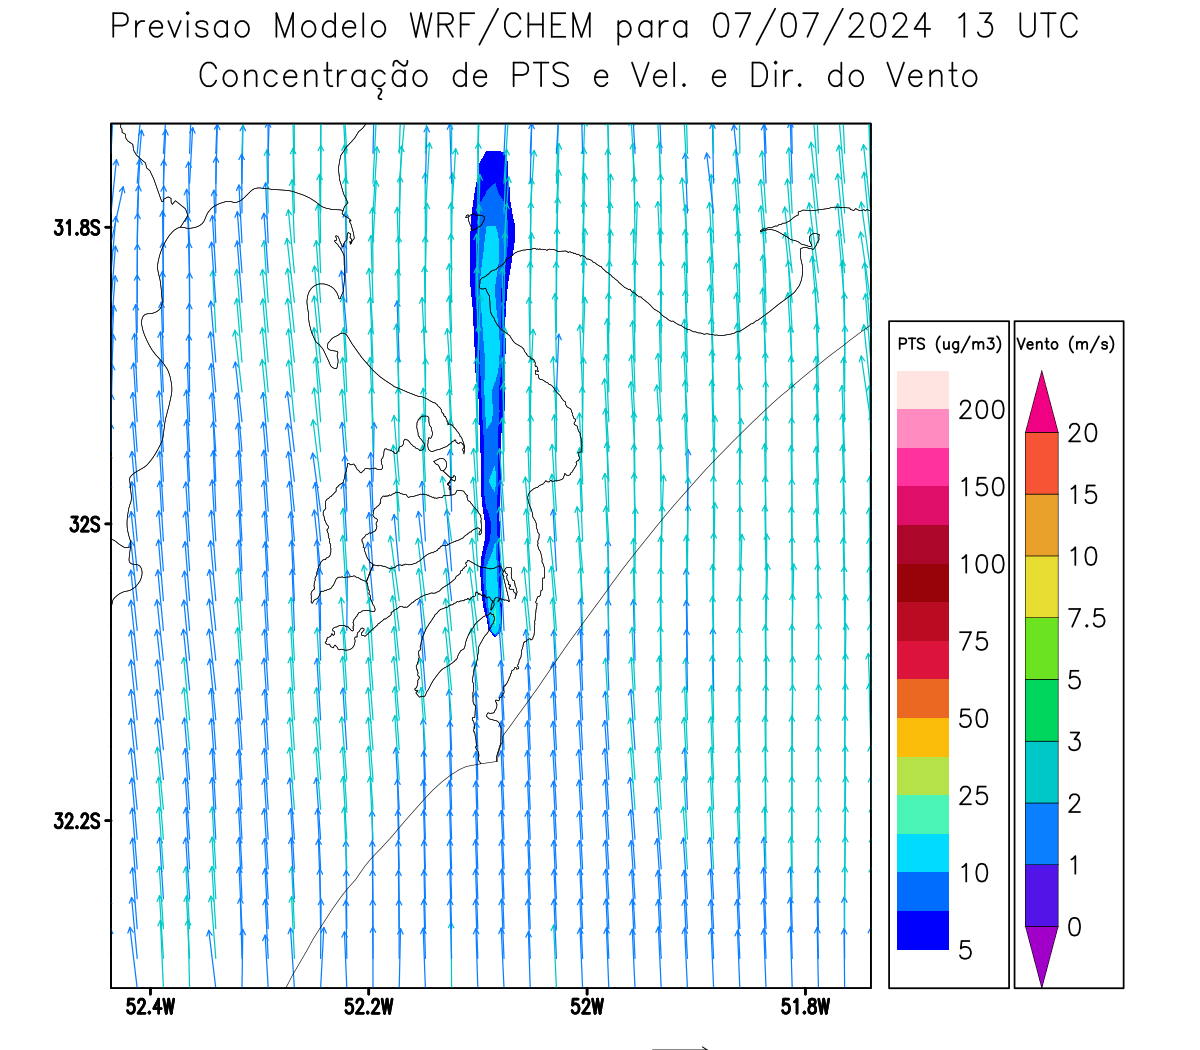 Previsao Modelo WRF/CHEM para 07/07/2024 13 UTC
Concentração de PTS e Vel. e Dir. do Vento
31.8S
32S
32.2S
52.4W
52.2W
52W
51.8W
PTS (ug/m3)
200
150
100
75
50
25
10
5
Vento (m/s)
20
15
10
7.5
5
3
2
1
0